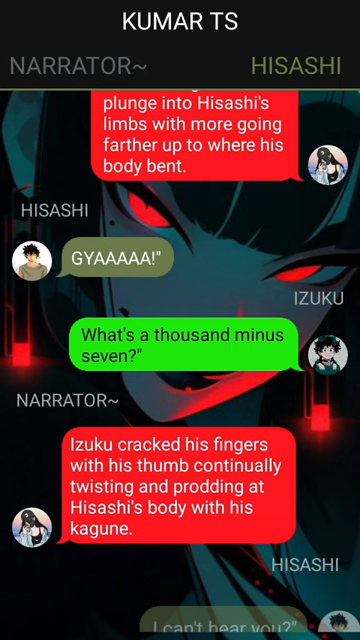 KUMAR TS
NARRATOR~
HISASHI
plunge into Hisashi's
limbs with more going
farther up to where his
body bent.
HISASHI
GYAAAAA!"
IZUKU
What's a thousand minus
seven?"
NARRATOR~
Izuku cracked his fingers
with his thumb continually
twisting and prodding at
Hisashi's body with his
kagune.
HISASHI
I can't hear you?"